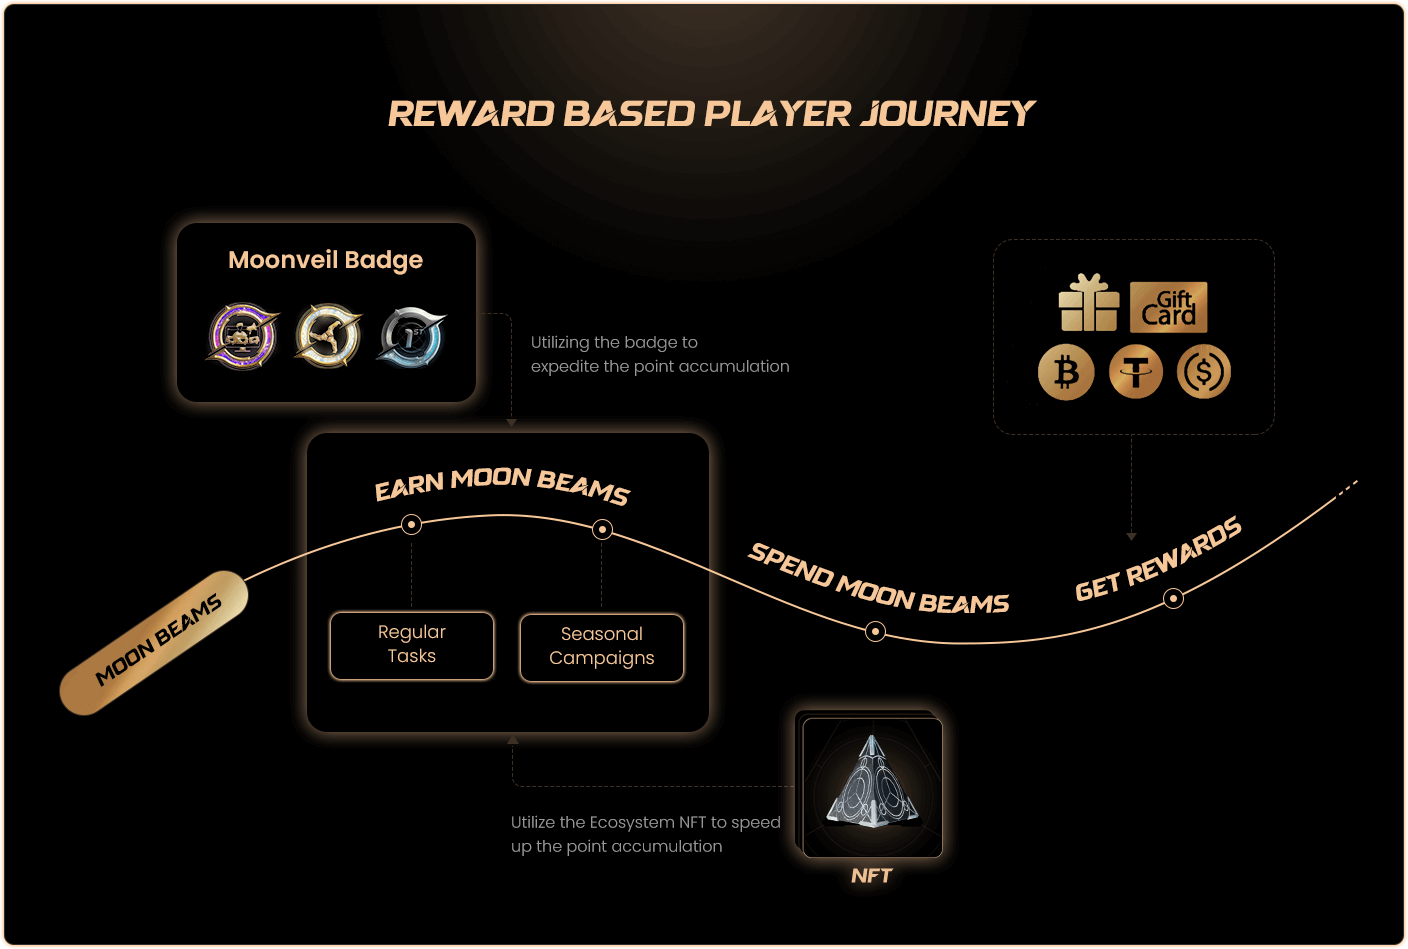 REWARD BASED PLAYER JOURNEY
Moonveil Badge
1ST
Utilizing the badge to
expedite the point accumulation
Gift
Card
EARN MOON BEAMS
SPEND MOON BEAMS
GET REWARDS
MOON BEAMS
Regular
Tasks
Seasonal
Campaigns
Utilize the Ecosystem NFT to speed
up the point accumulation
NFT